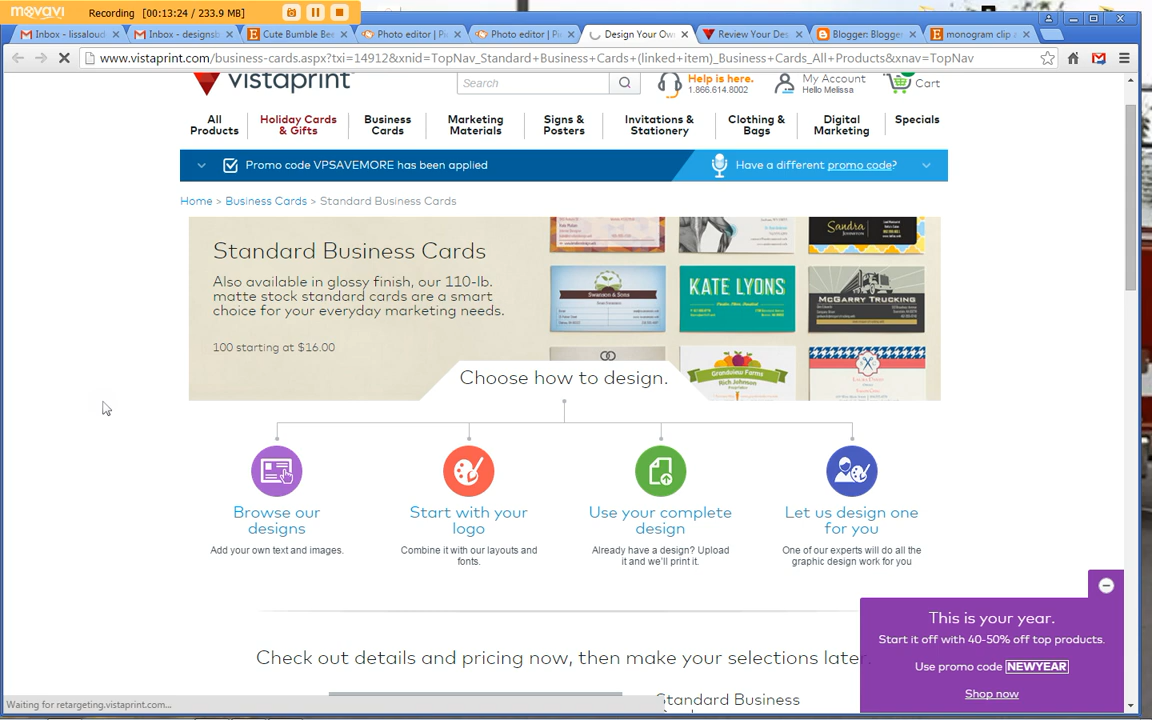 movavi Recording [00:13:24 / 233.9 MB]
Inbox - lissaloud
Inbox - designsb
Cute Bumble Bee
Photo editor | Pi
Photo editor | Pi
Design Your Ow
Review Your Des
Blogger: Blogger
monogram clip a
www.vistaprint.com/business-cards.aspx?txi=14912&xnid=TopNav_Standard+Business+Cards+(linked+item)_Business+Cards_All+Products&xnav=TopNav
vistaprint
Search
Help is here.
1.866.614.8002
My Account
Hello Melissa
Cart
All Products
Holiday Cards & Gifts
Business Cards
Marketing Materials
Signs & Posters
Invitations & Stationery
Clothing & Bags
Digital Marketing
Specials
Promo code VPSAVEMORE has been applied
Have a different promo code?
Home > Business Cards > Standard Business Cards
Standard Business Cards
Also available in glossy finish, our 110-lb.
matte stock standard cards are a smart
choice for your everyday marketing needs.
100 starting at $16.00
Sandra
Swanson & Sons
KATE LYONS
McGARRY TRUCKING
Grandview Farms
Rich Johnson
Choose how to design.
Browse our
designs
Add your own text and images.
Start with your
logo
Combine it with our layouts and
fonts.
Use your complete
design
Already have a design? Upload
it and we'll print it.
Let us design one
for you
One of our experts will do all the
graphic design work for you
This is your year.
Start it off with 40-50% off top products.
Use promo code NEWYEAR
Shop now
Check out details and pricing now, then make your selections later.
Standard Business
Waiting for retargeting.vistaprint.com...